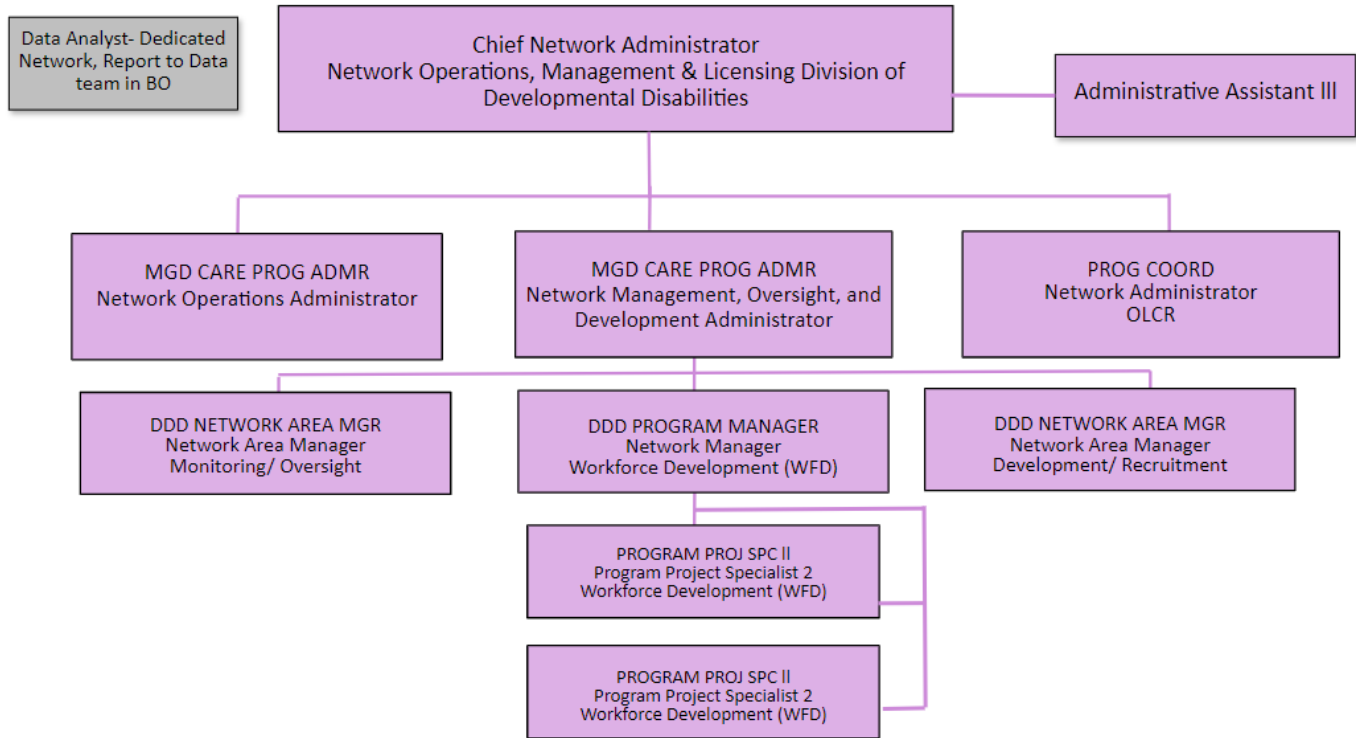 Data Analyst- Dedicated
Network, Report to Data
team in BO
Chief Network Administrator
Network Operations, Management & Licensing Division of
Developmental Disabilities
Administrative Assistant lll
MGD CARE PROG ADMR
Network Operations Administrator
MGD CARE PROG ADMR
Network Management, Oversight, and
Development Administrator
PROG COORD
Network Administrator
OLCR
DDD NETWORK AREA MGR
Network Area Manager
Monitoring/ Oversight
DDD PROGRAM MANAGER
Network Manager
Workforce Development (WFD)
DDD NETWORK AREA MGR
Network Area Manager
Development/ Recruitment
PROGRAM PROJ SPC ll
Program Project Specialist 2
Workforce Development (WFD)
PROGRAM PROJ SPC ll
Program Project Specialist 2
Workforce Development (WFD)